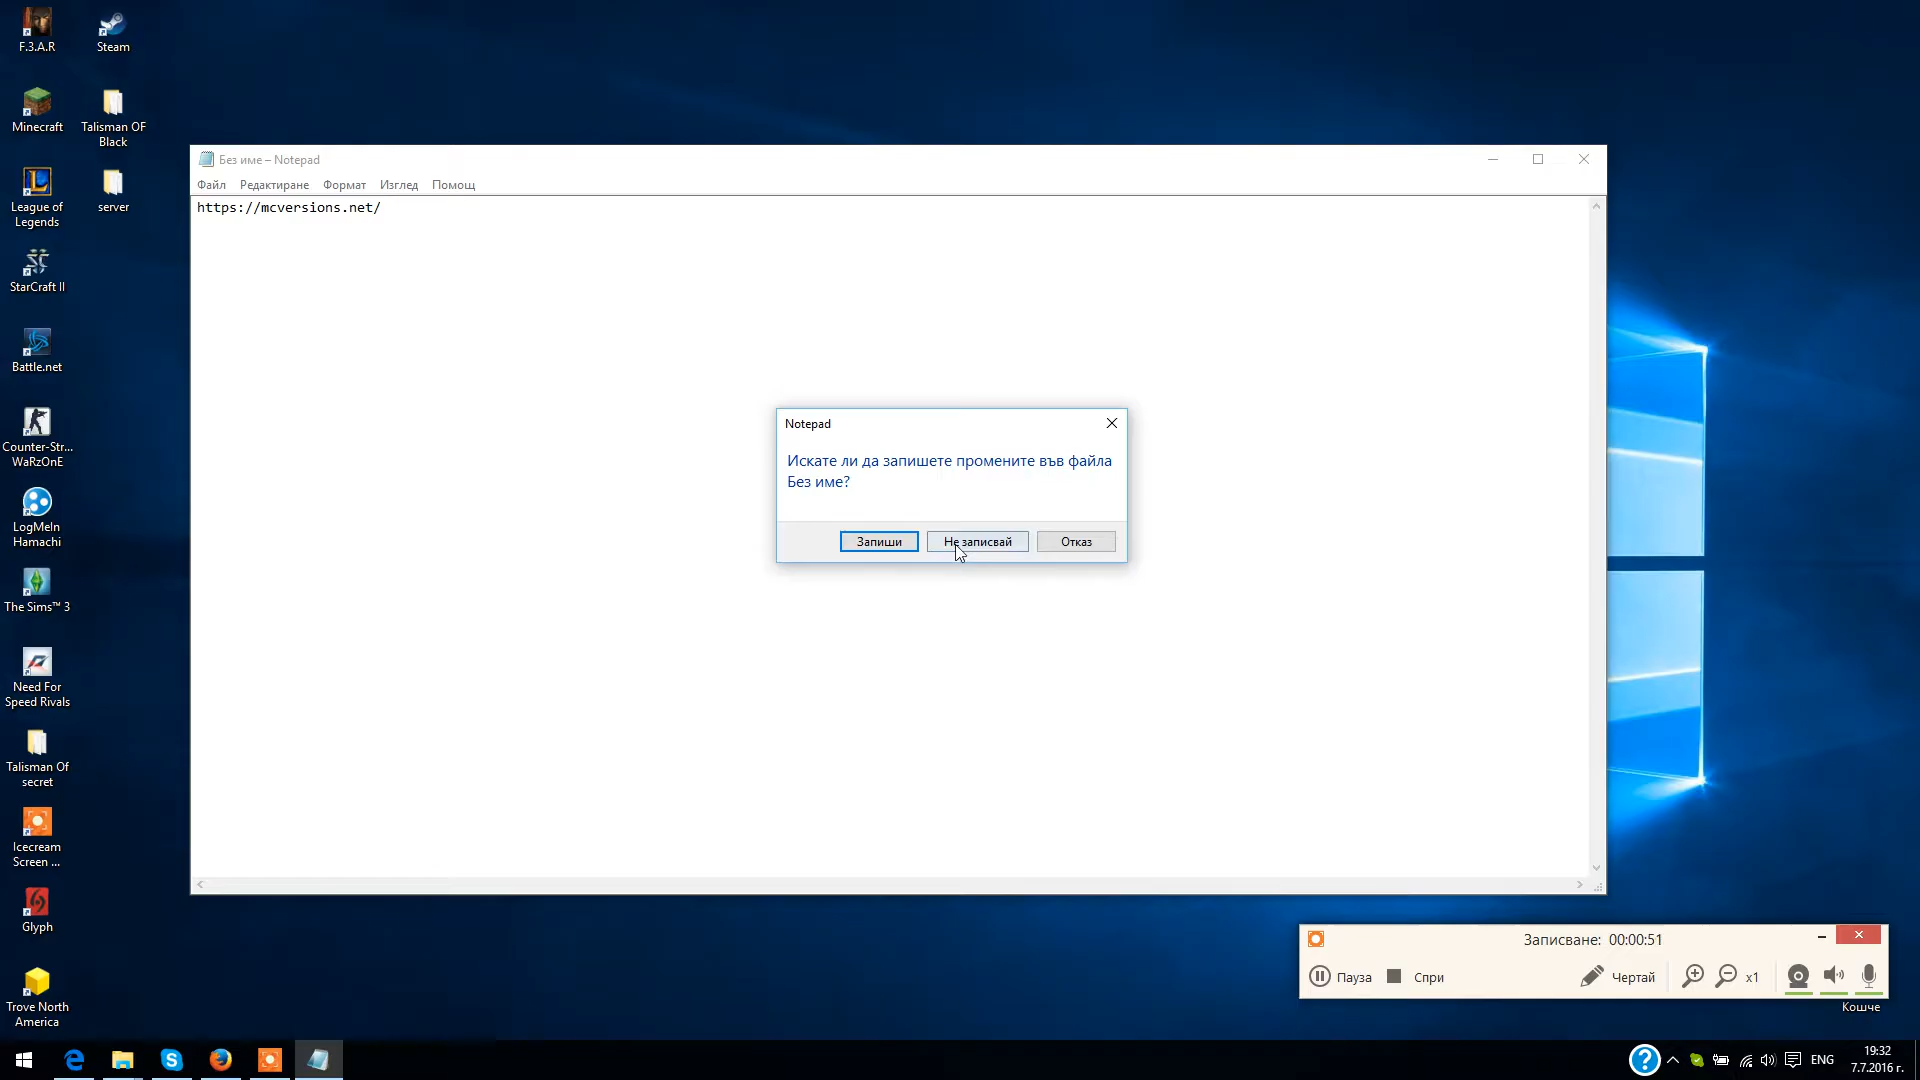 F.3.A.R
Steam
Minecraft
Talisman OF
Black
League of
Legends
server
StarCraft II
Battle.net
Counter-Str...
WaRzOnE
LogMeIn
Hamachi
The Sims™ 3
Need For
Speed Rivals
Talisman Of
secret
Icecream
Screen ...
Glyph
Trove North
America
Без име – Notepad
Файл Редактиране Формат Изглед Помощ
https://mcversions.net/
Notepad
Искате ли да запишете промените във файла
Без име?
Запиши Не записвай Отказ
Записване: 00:00:51
Пауза Спри Чертай x1
Кошче
ENG
19:32
7.7.2016 г.